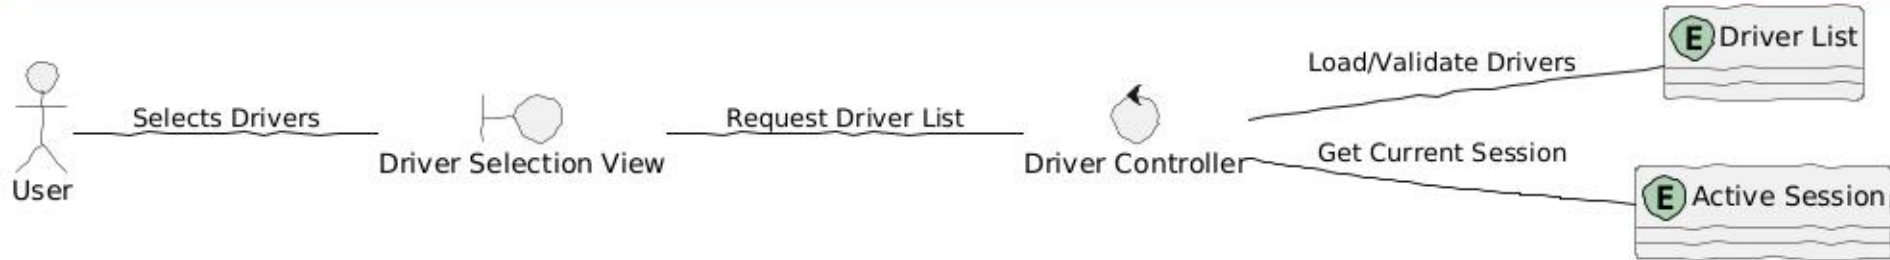 User
Selects Drivers
Driver Selection View
Request Driver List
Driver Controller
Load/Validate Drivers
E Driver List
Get Current Session
E Active Session